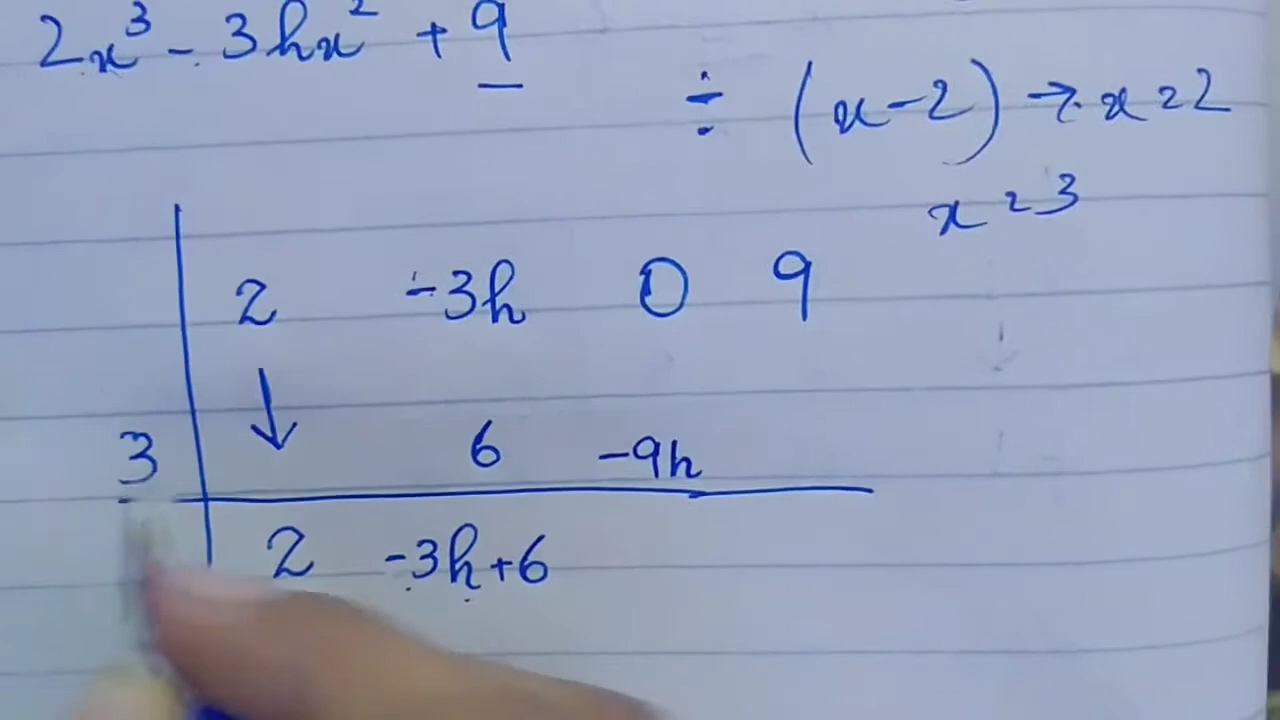 2x³ - 3hx² + 9
÷ (x-2) → x=2
x=3
2 -3h 0 9
↓
3 6 -9h
2 -3h+6